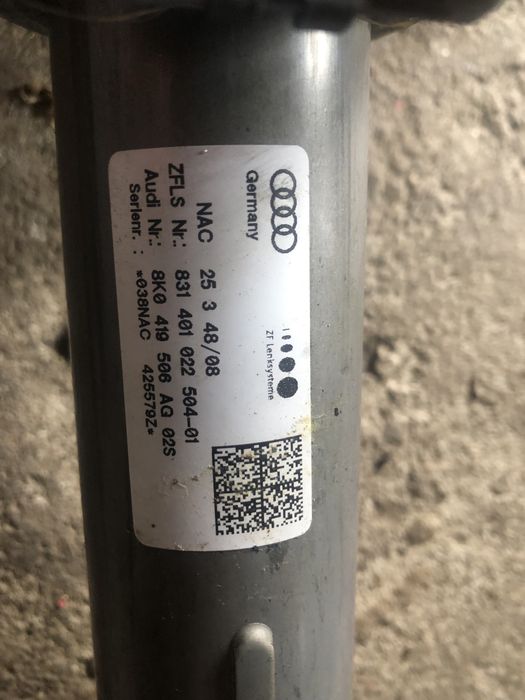 Germany
ZF Lenksysteme
NAC 25 3 48/08
ZFLS Nr.: 831 401 022 504-01
Audi Nr.: 8K0 419 506 AG 02S
Serienr. : *038NAC 425579Z*